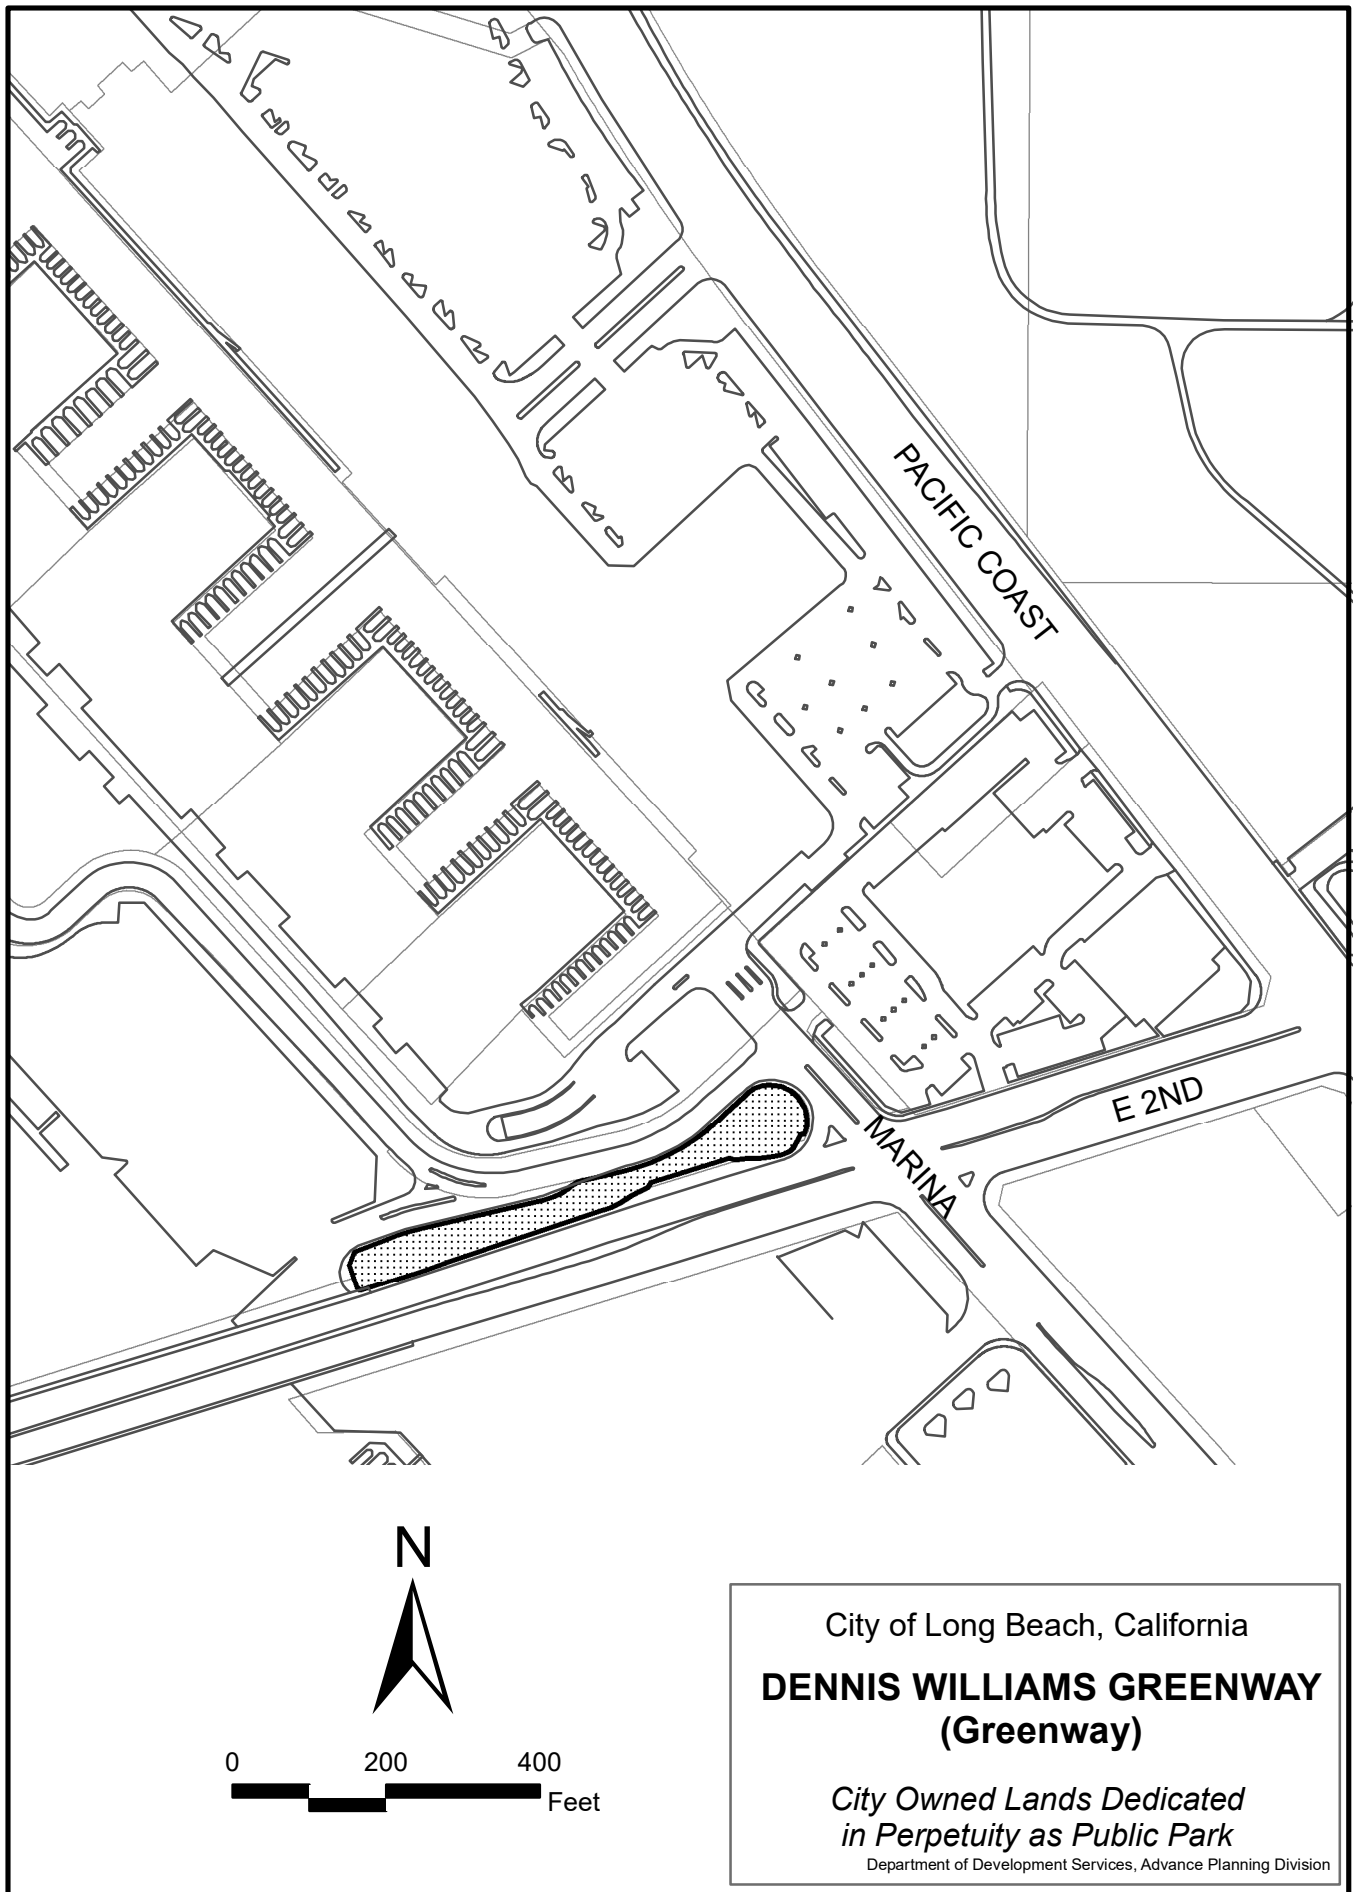 PACIFIC COAST
E 2ND
MARINA
N
0 200 400
Feet
City of Long Beach, California
DENNIS WILLIAMS GREENWAY
(Greenway)
City Owned Lands Dedicated
in Perpetuity as Public Park
Department of Development Services, Advance Planning Division